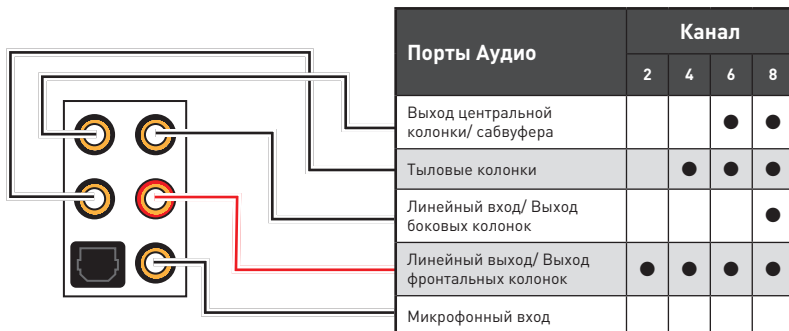 Порты Аудио
Канал
2 4 6 8
Выход центральной
колонки/ сабвуфера ● ●
Тыловые колонки ● ● ●
Линейный вход/ Выход
боковых колонок ●
Линейный выход/ Выход
фронтальных колонок ● ● ● ●
Микрофонный вход